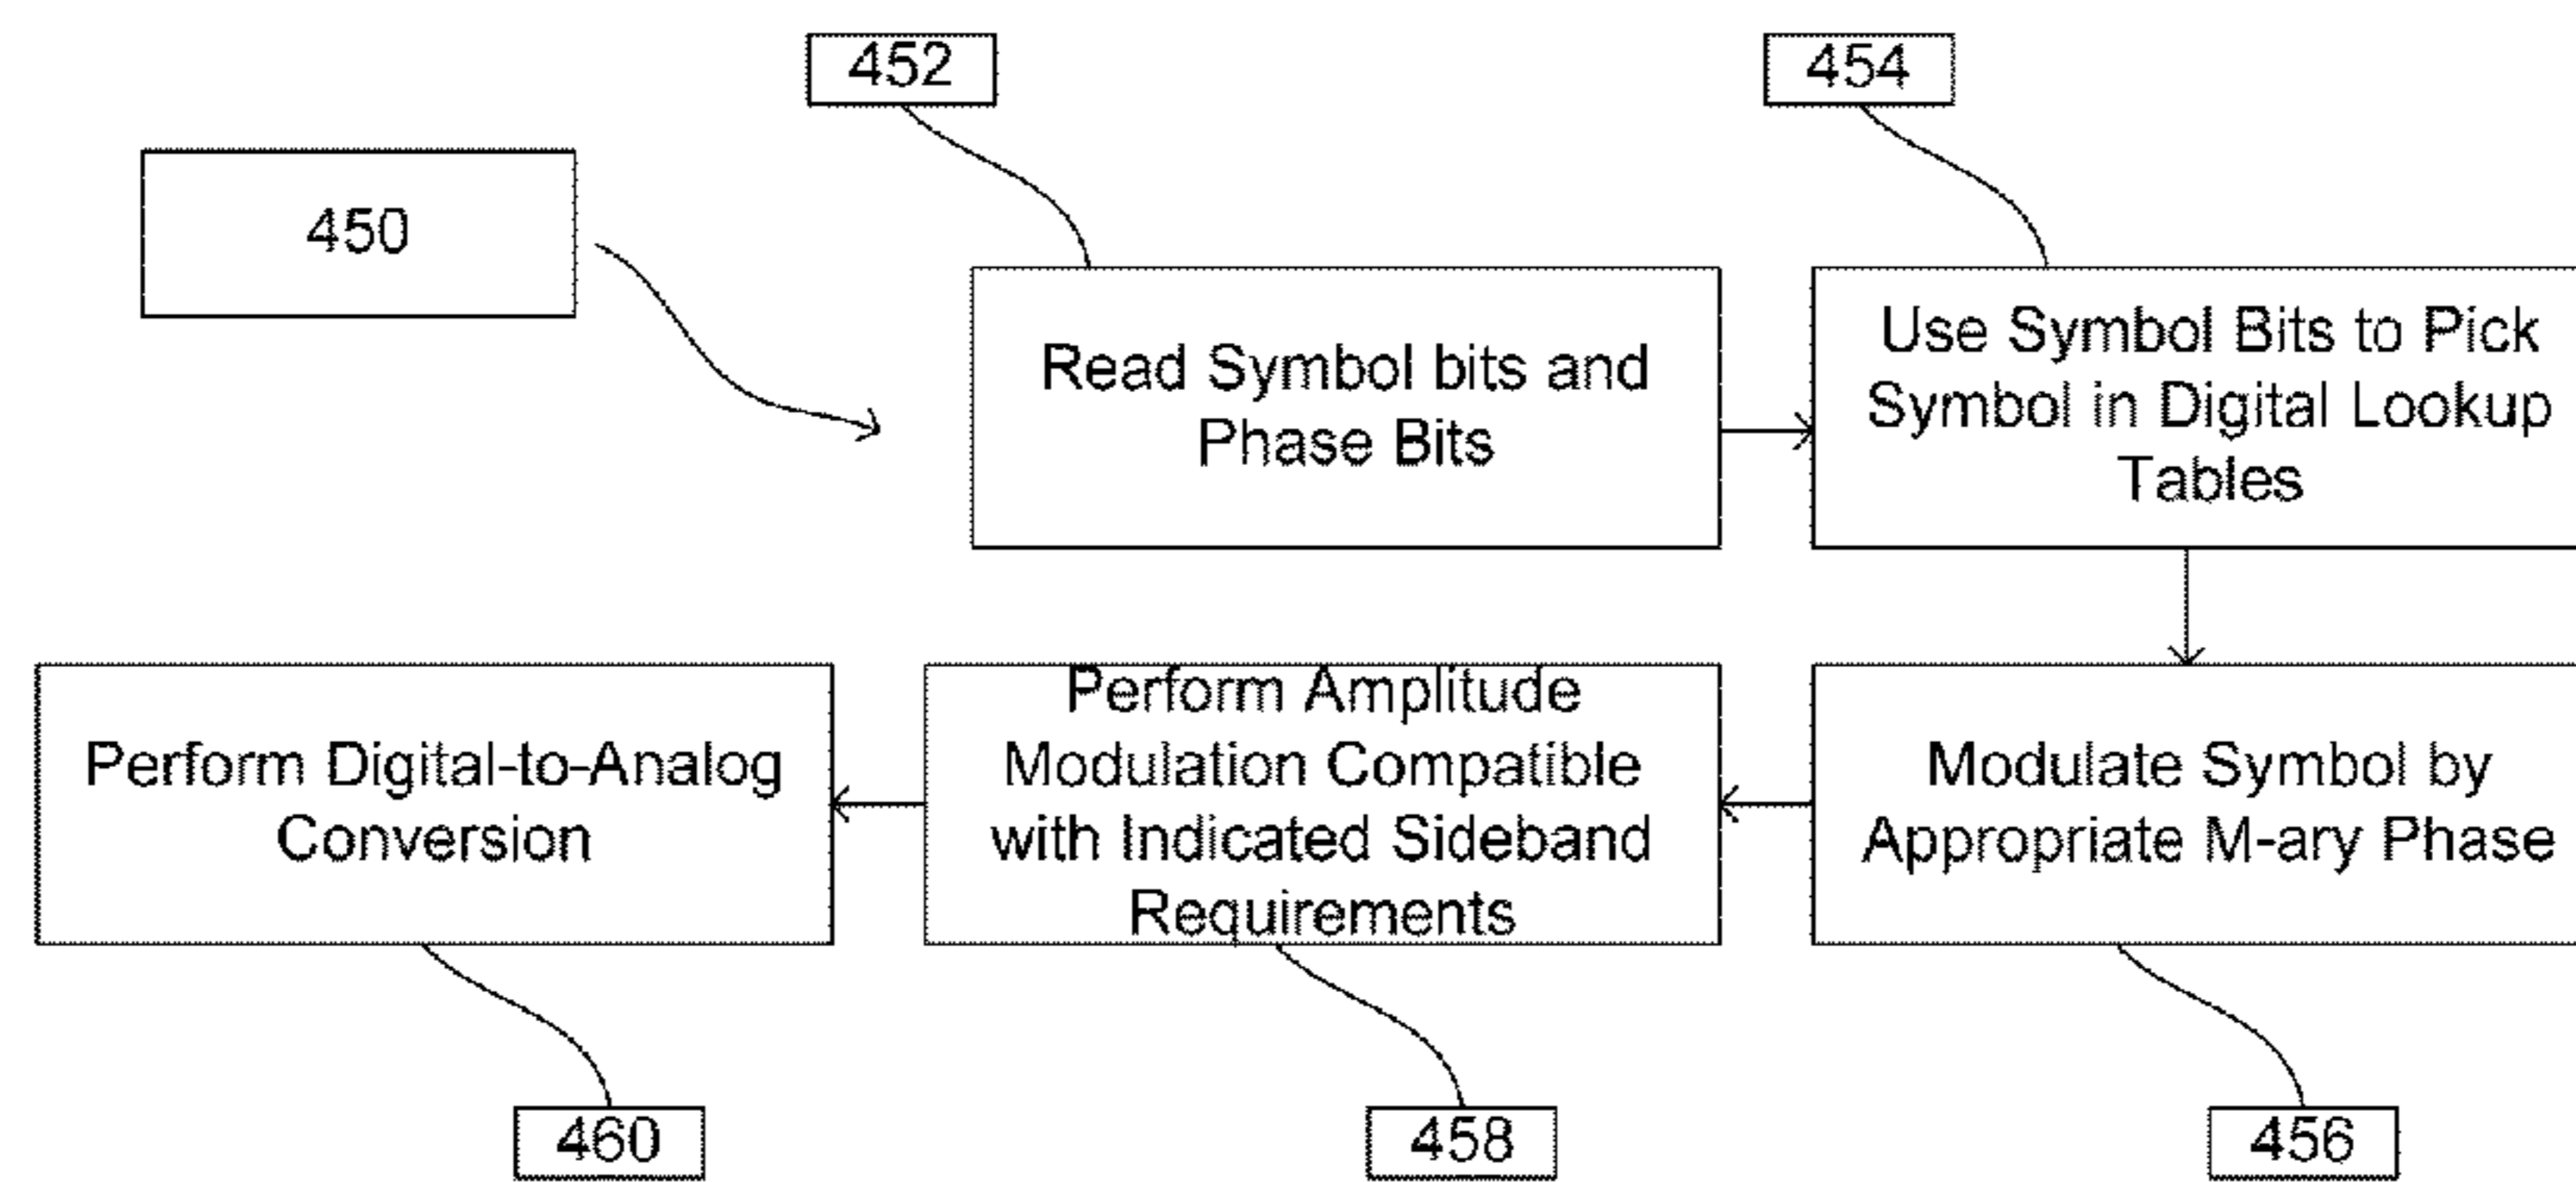 452
454
450
Read Symbol bits and
Phase Bits
Use Symbol Bits to Pick
Symbol in Digital Lookup
Tables
Perform Digital-to-Analog
Conversion
Perform Amplitude
Modulation Compatible
with Indicated Sideband
Requirements
Modulate Symbol by
Appropriate M-ary Phase
460
458
456